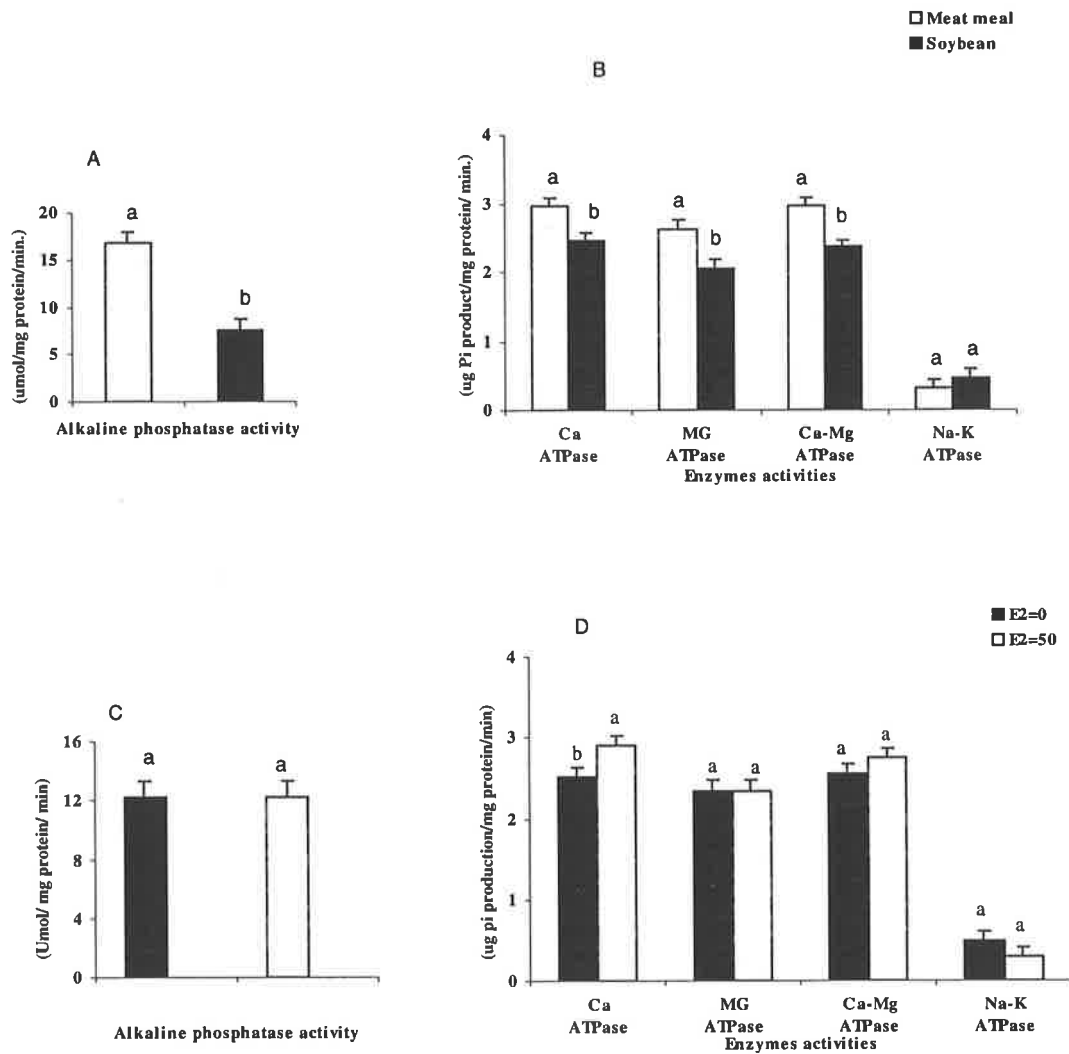 Meat meal
Soybean
B
A
(umol/mg protein/min.)
20
15
10
5
0
a
b
Alkaline phosphatase activity
(ug Pi product/mg protein/ min.)
4
3
2
1
0
a
b
a
b
a
b
a
a
Ca
ATPase
MG
ATPase
Ca-Mg
ATPase
Na-K
ATPase
Enzymes activities
E2=0
E2=50
D
C
(Umol/ mg protein/ min)
16
12
8
4
0
a
a
Alkaline phosphatase activity
(ug pi production/mg protein/min)
4
3
2
1
0
b
a
a
a
a
a
a
a
Ca
ATPase
MG
ATPase
Ca-Mg
ATPase
Na-K
ATPase
Enzymes activities